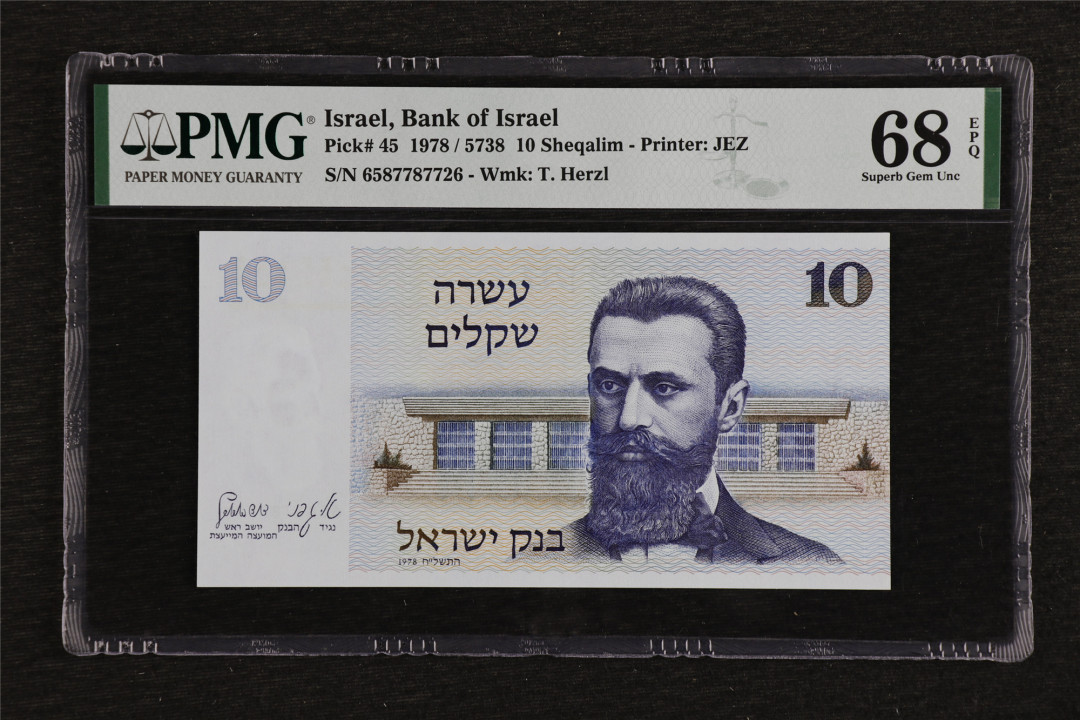 PMG®
PAPER MONEY GUARANTY
Israel, Bank of Israel
Pick# 45 1978 / 5738 10 Sheqalim - Printer: JEZ
S/N 6587787726 - Wmk: T. Herzl
68
EPQ
Superb Gem Unc
10
10
עשרה
שקלים
נגיד הבנק יושב ראש
המועצה המייעצת
בנק ישראל
1978 התשל"ח